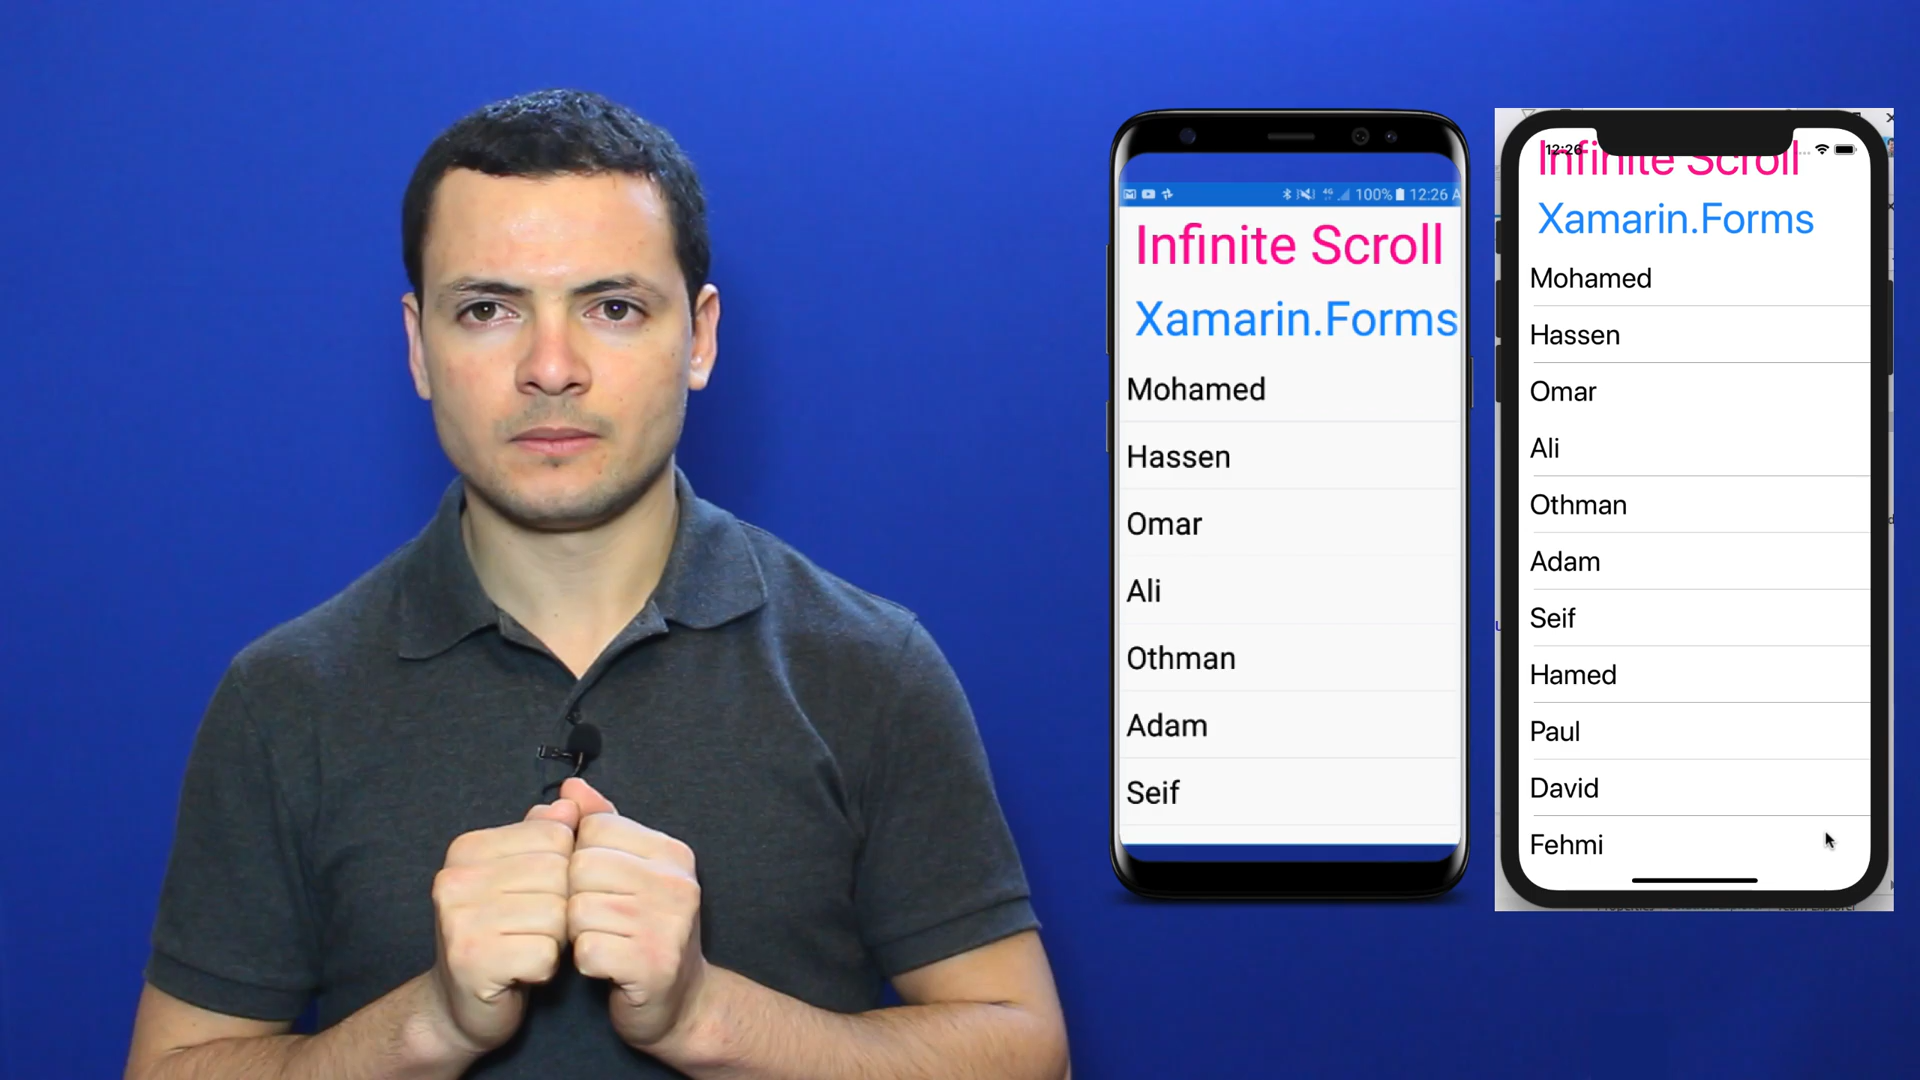 4G 100% 12:26 A
Infinite Scroll
Xamarin.Forms
Mohamed
Hassen
Omar
Ali
Othman
Adam
Seif
12:26
Infinite Scroll
Xamarin.Forms
Mohamed
Hassen
Omar
Ali
Othman
Adam
Seif
Hamed
Paul
David
Fehmi